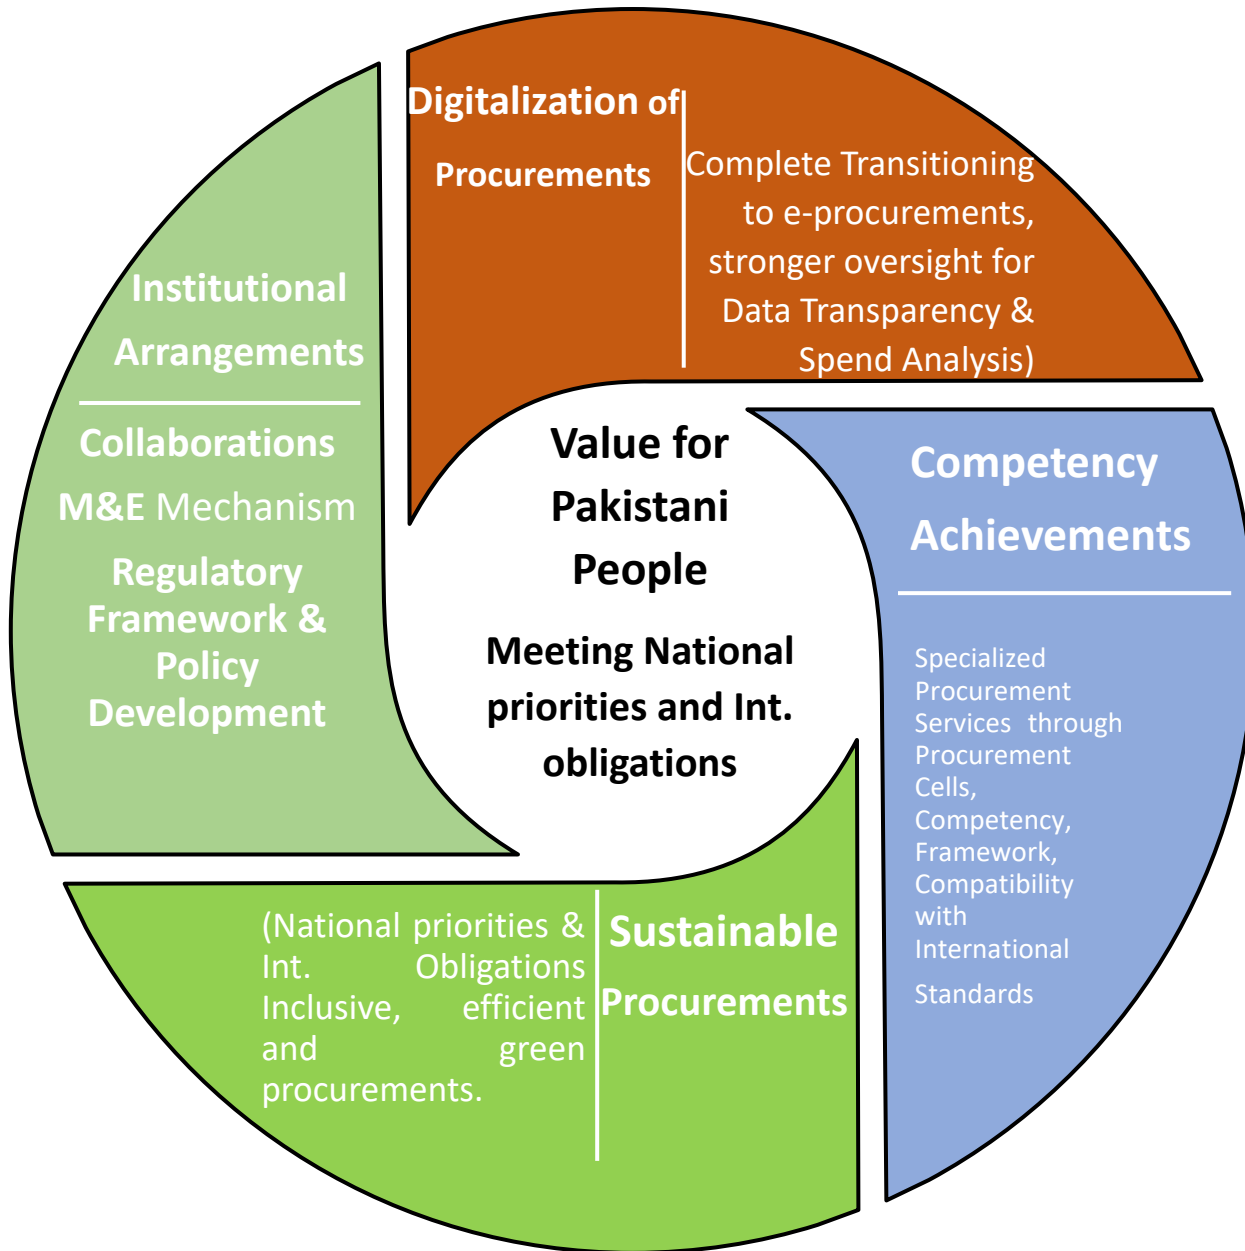 Digitalization of
Procurements
Complete Transitioning
to e-procurements,
stronger oversight for
Data Transparency &
Spend Analysis)
Institutional
Arrangements
Collaborations
M&E Mechanism
Regulatory
Framework &
Policy
Development
Value for
Pakistani
People
Meeting National
priorities and Int.
obligations
Competency
Achievements
Specialized
Procurement
Services through
Procurement
Cells,
Competency,
Framework,
Compatibility
with
International
Standards
(National priorities &
Int. Obligations
Inclusive, efficient
and green
procurements.
Sustainable
Procurements